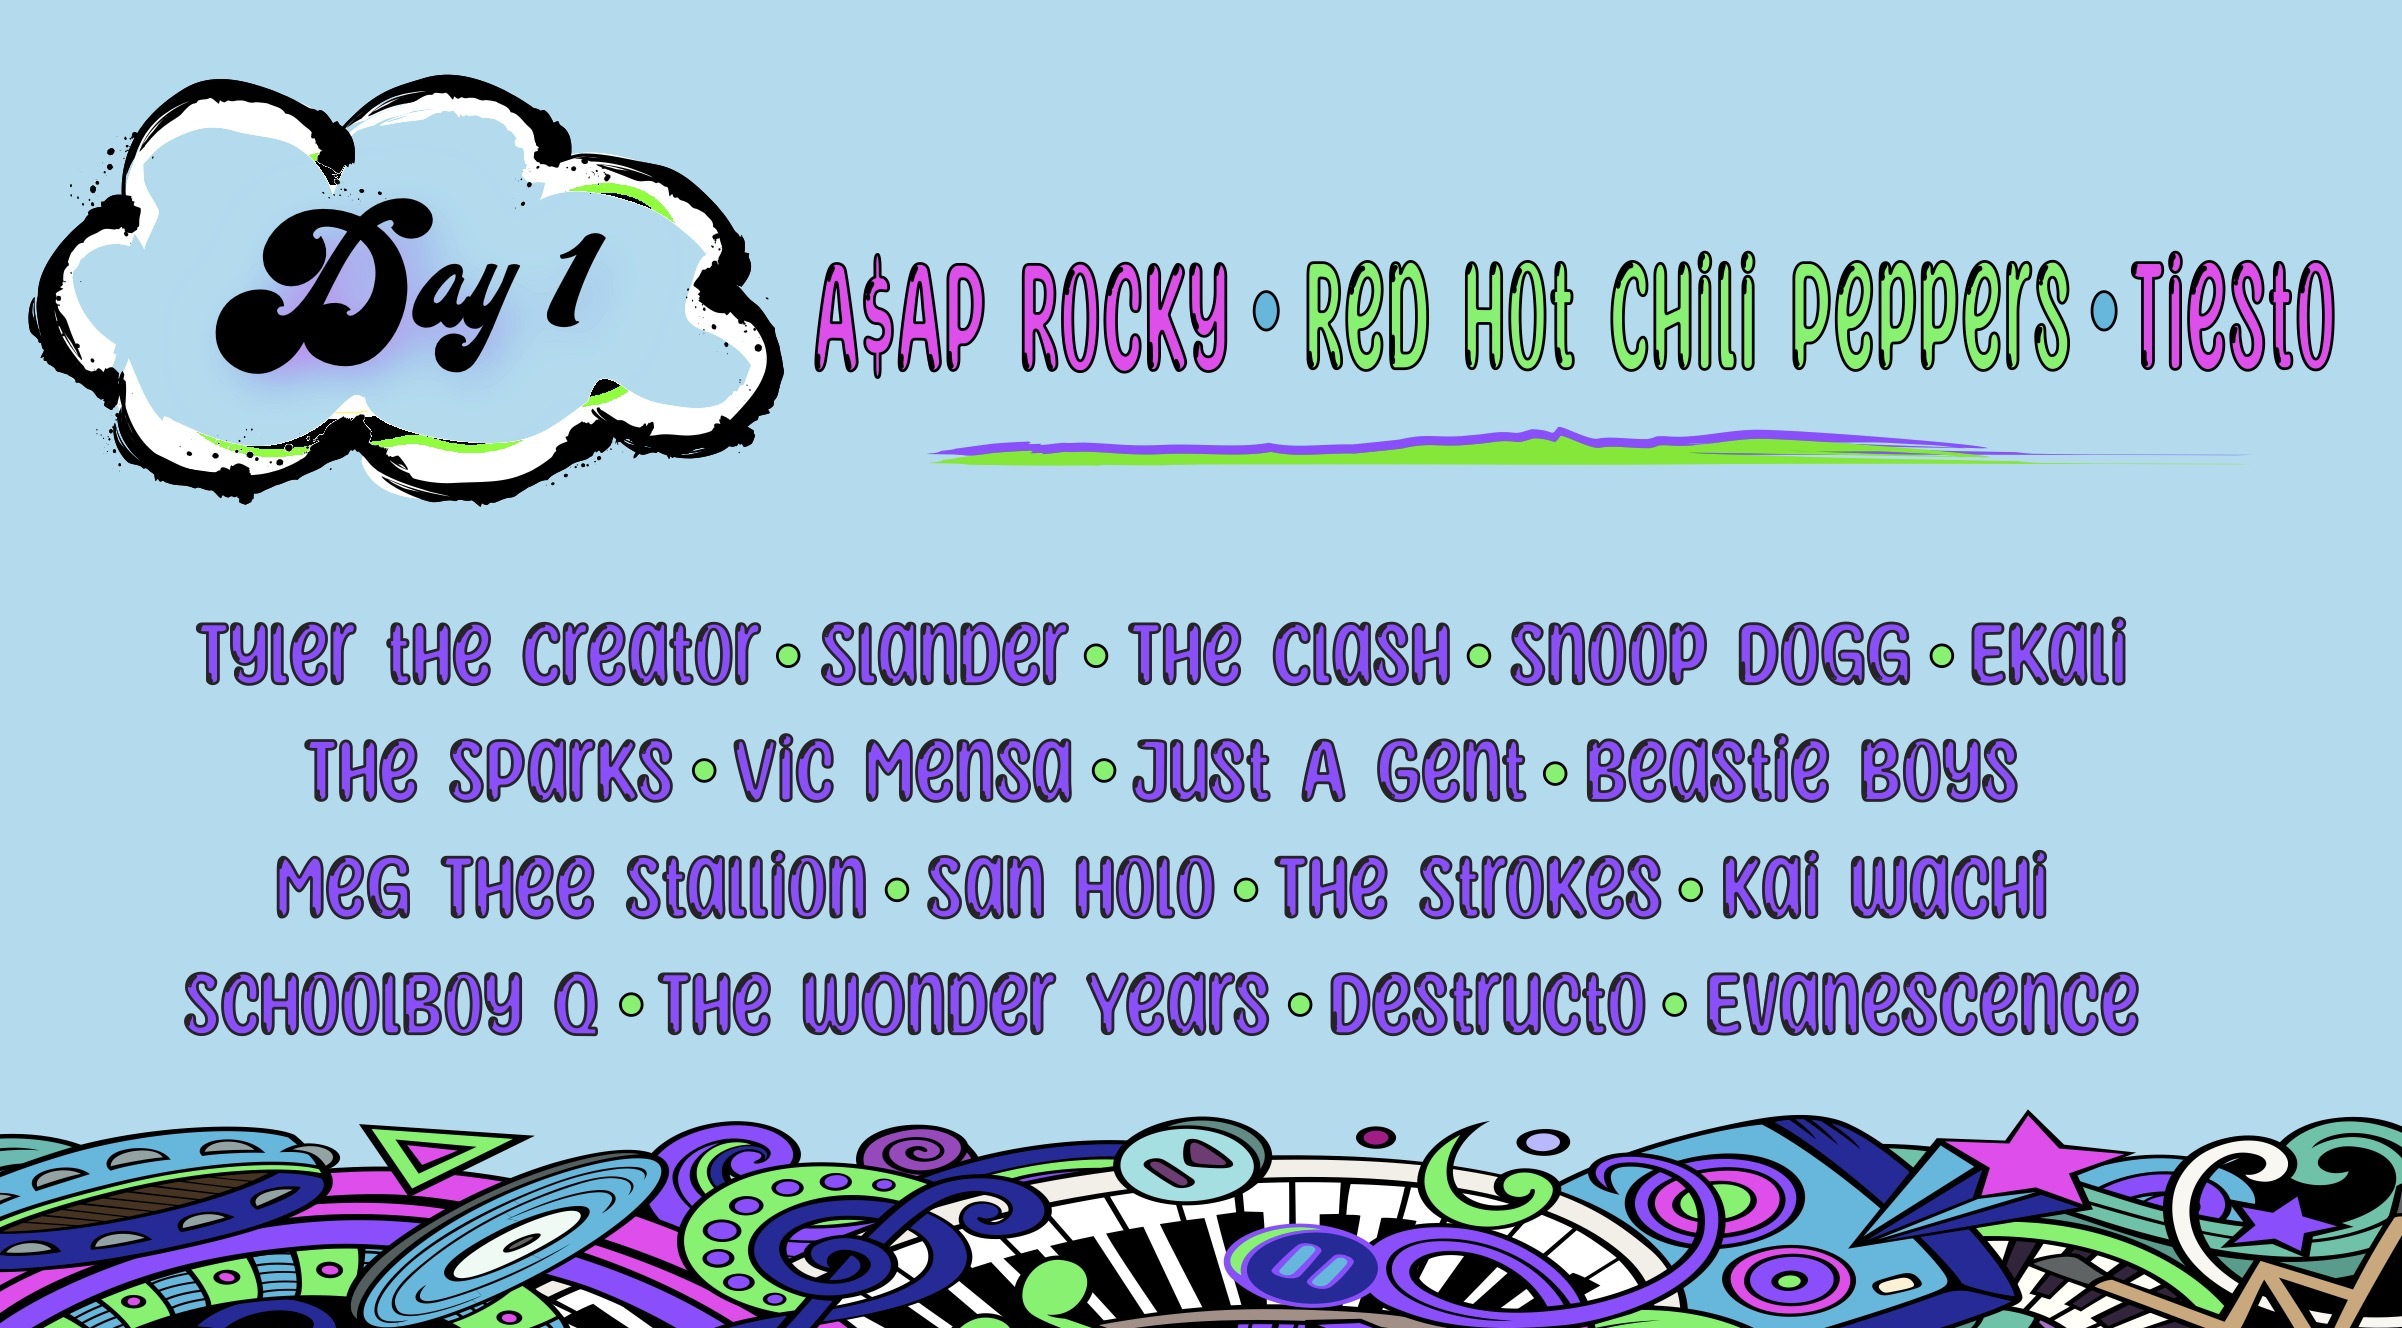 Day 1
A$AP Rocky • Red Hot Chili Peppers • Tiesto
Tyler the Creator • Slander • The Clash • Snoop Dogg • Ekali
The Sparks • Vic Mensa • Just A Gent • Beastie Boys
Meg Thee Stallion • San Holo • The Strokes • Kai Wachi
Schoolboy Q • The Wonder Years • Destructo • Evanescence